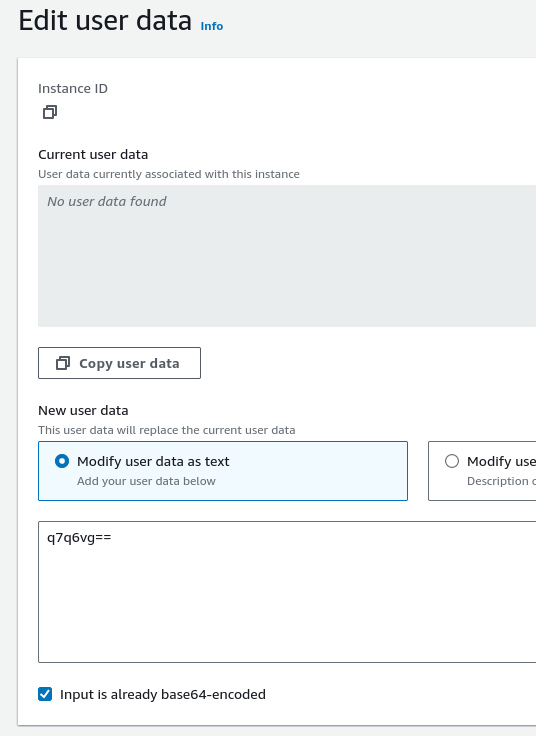 Edit user data Info
Instance ID
Current user data
User data currently associated with this instance
No user data found
Copy user data
New user data
This user data will replace the current user data
Modify user data as text
Add your user data below
Modify use
Description
q7q6vg==
Input is already base64-encoded